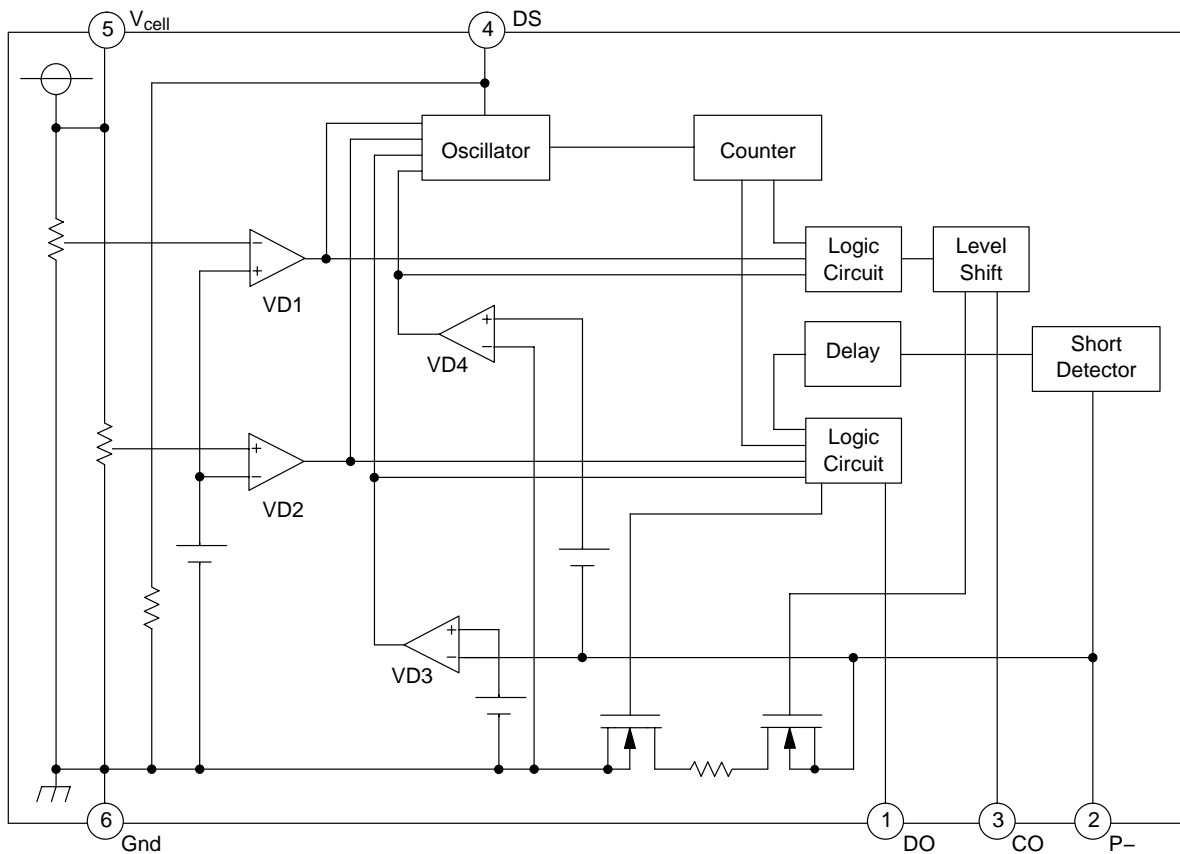 5 Vcell
4 DS
Oscillator
Counter
Logic
Circuit
Level
Shift
−
+
VD1
+
−
VD4
Delay
Short
Detector
+
−
VD2
Logic
Circuit
+
−
VD3
6 Gnd
1 DO
3 CO
2 P−